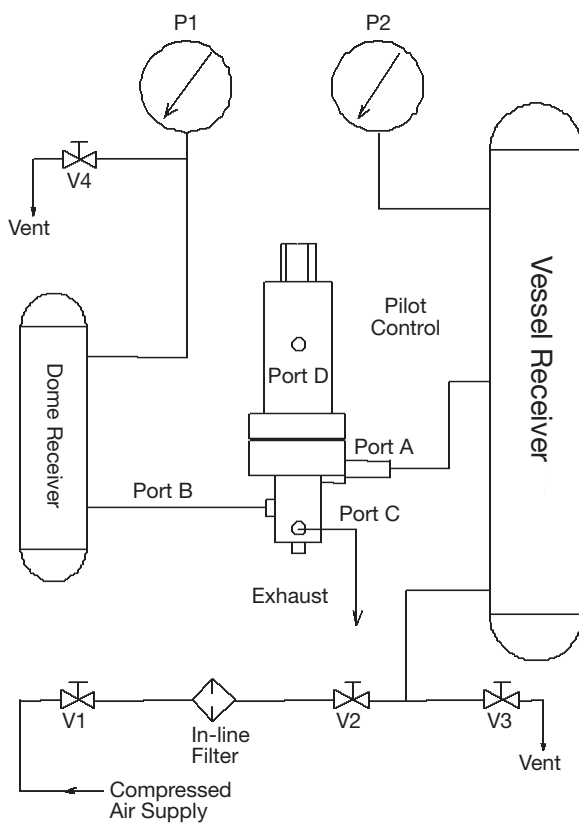 P1
P2
V4
Vent
Pilot
Control
Vessel Receiver
Dome Receiver
Port D
Port A
Port B
Port C
Exhaust
V1
In-line
Filter
V2
V3
Vent
Compressed
Air Supply